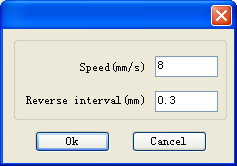 Speed(mm/s) 8
Reverse interval(mm) 0.3
Ok Cancel